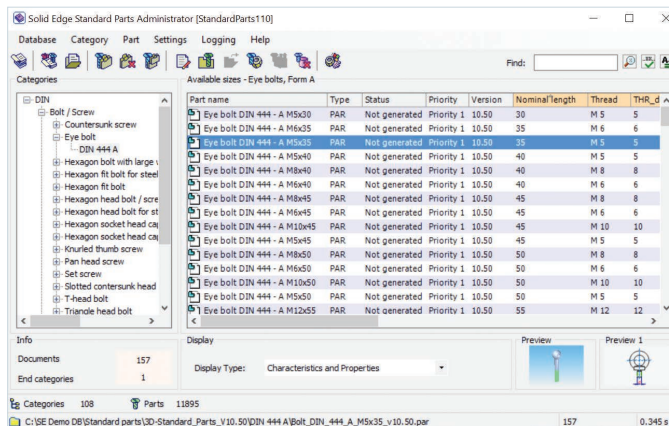 Solid Edge Standard Parts Administrator [StandardParts110]
Database Category Part Settings Logging Help
Find:
Categories
Available sizes - Eye bolts, Form A
DIN
Bolt / Screw
Countersunk screw
Eye bolt
DIN 444 A
Hexagon bolt with large
Hexagon fit bolt for steel
Hexagon fit bolt
Hexagon head bolt / scre
Hexagon head bolt for st
Hexagon socket head ca
Hexagon socket head ca
Knurled thumb screw
Pan head screw
Set screw
Slotted contersunk head
T-head bolt
Triangle head bolt
Part name Type Status Priority Version Nominal length Thread THR_d
Eye bolt DIN 444 - A M5x30 PAR Not generated Priority 1 10.50 30 M 5 5
Eye bolt DIN 444 - A M6x35 PAR Not generated Priority 1 10.50 35 M 6 6
Eye bolt DIN 444 - A M5x35 PAR Not generated Priority 1 10.50 35 M 5 5
Eye bolt DIN 444 - A M5x40 PAR Not generated Priority 1 10.50 40 M 5 5
Eye bolt DIN 444 - A M8x40 PAR Not generated Priority 1 10.50 40 M 8 8
Eye bolt DIN 444 - A M6x40 PAR Not generated Priority 1 10.50 40 M 6 6
Eye bolt DIN 444 - A M8x45 PAR Not generated Priority 1 10.50 45 M 8 8
Eye bolt DIN 444 - A M6x45 PAR Not generated Priority 1 10.50 45 M 6 6
Eye bolt DIN 444 - A M10x45 PAR Not generated Priority 1 10.50 45 M 10 10
Eye bolt DIN 444 - A M5x45 PAR Not generated Priority 1 10.50 45 M 5 5
Eye bolt DIN 444 - A M8x50 PAR Not generated Priority 1 10.50 50 M 8 8
Eye bolt DIN 444 - A M6x50 PAR Not generated Priority 1 10.50 50 M 6 6
Eye bolt DIN 444 - A M10x50 PAR Not generated Priority 1 10.50 50 M 10 10
Eye bolt DIN 444 - A M5x50 PAR Not generated Priority 1 10.50 50 M 5 5
Eye bolt DIN 444 - A M12x55 PAR Not generated Priority 1 10.50 55 M 12 12
Info
Documents 157
End categories 1
Display
Display Type: Characteristics and Properties
Preview
Preview 1
Categories 108 Parts 11895
C:\SE Demo DB\Standard parts\3D-Standard_Parts_V10.50\DIN 444 A\Bolt_DIN_444_A_M5x35_v10.50.par 157 0.345